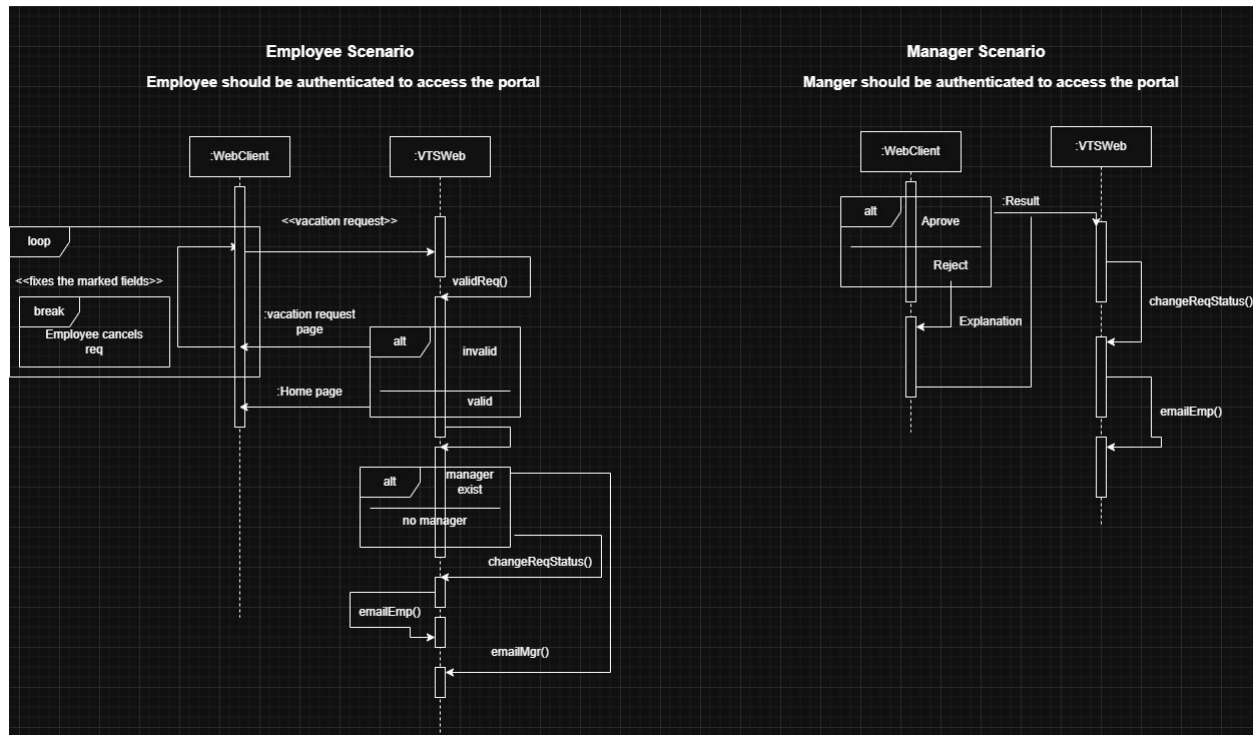 Employee Scenario
Employee should be authenticated to access the portal
:WebClient
:VTSWeb
<<vacation request>>
loop
validReq()
<<fixes the marked fields>>
break
Employee cancels
req
:vacation request
page
alt
invalid
:Home page
valid
alt
manager
exist
no manager
changeReqStatus()
emailEmp()
emailMgr()
Manager Scenario
Manger should be authenticated to access the portal
:WebClient
:VTSWeb
alt
Aprove
:Result
Reject
changeReqStatus()
Explanation
emailEmp()